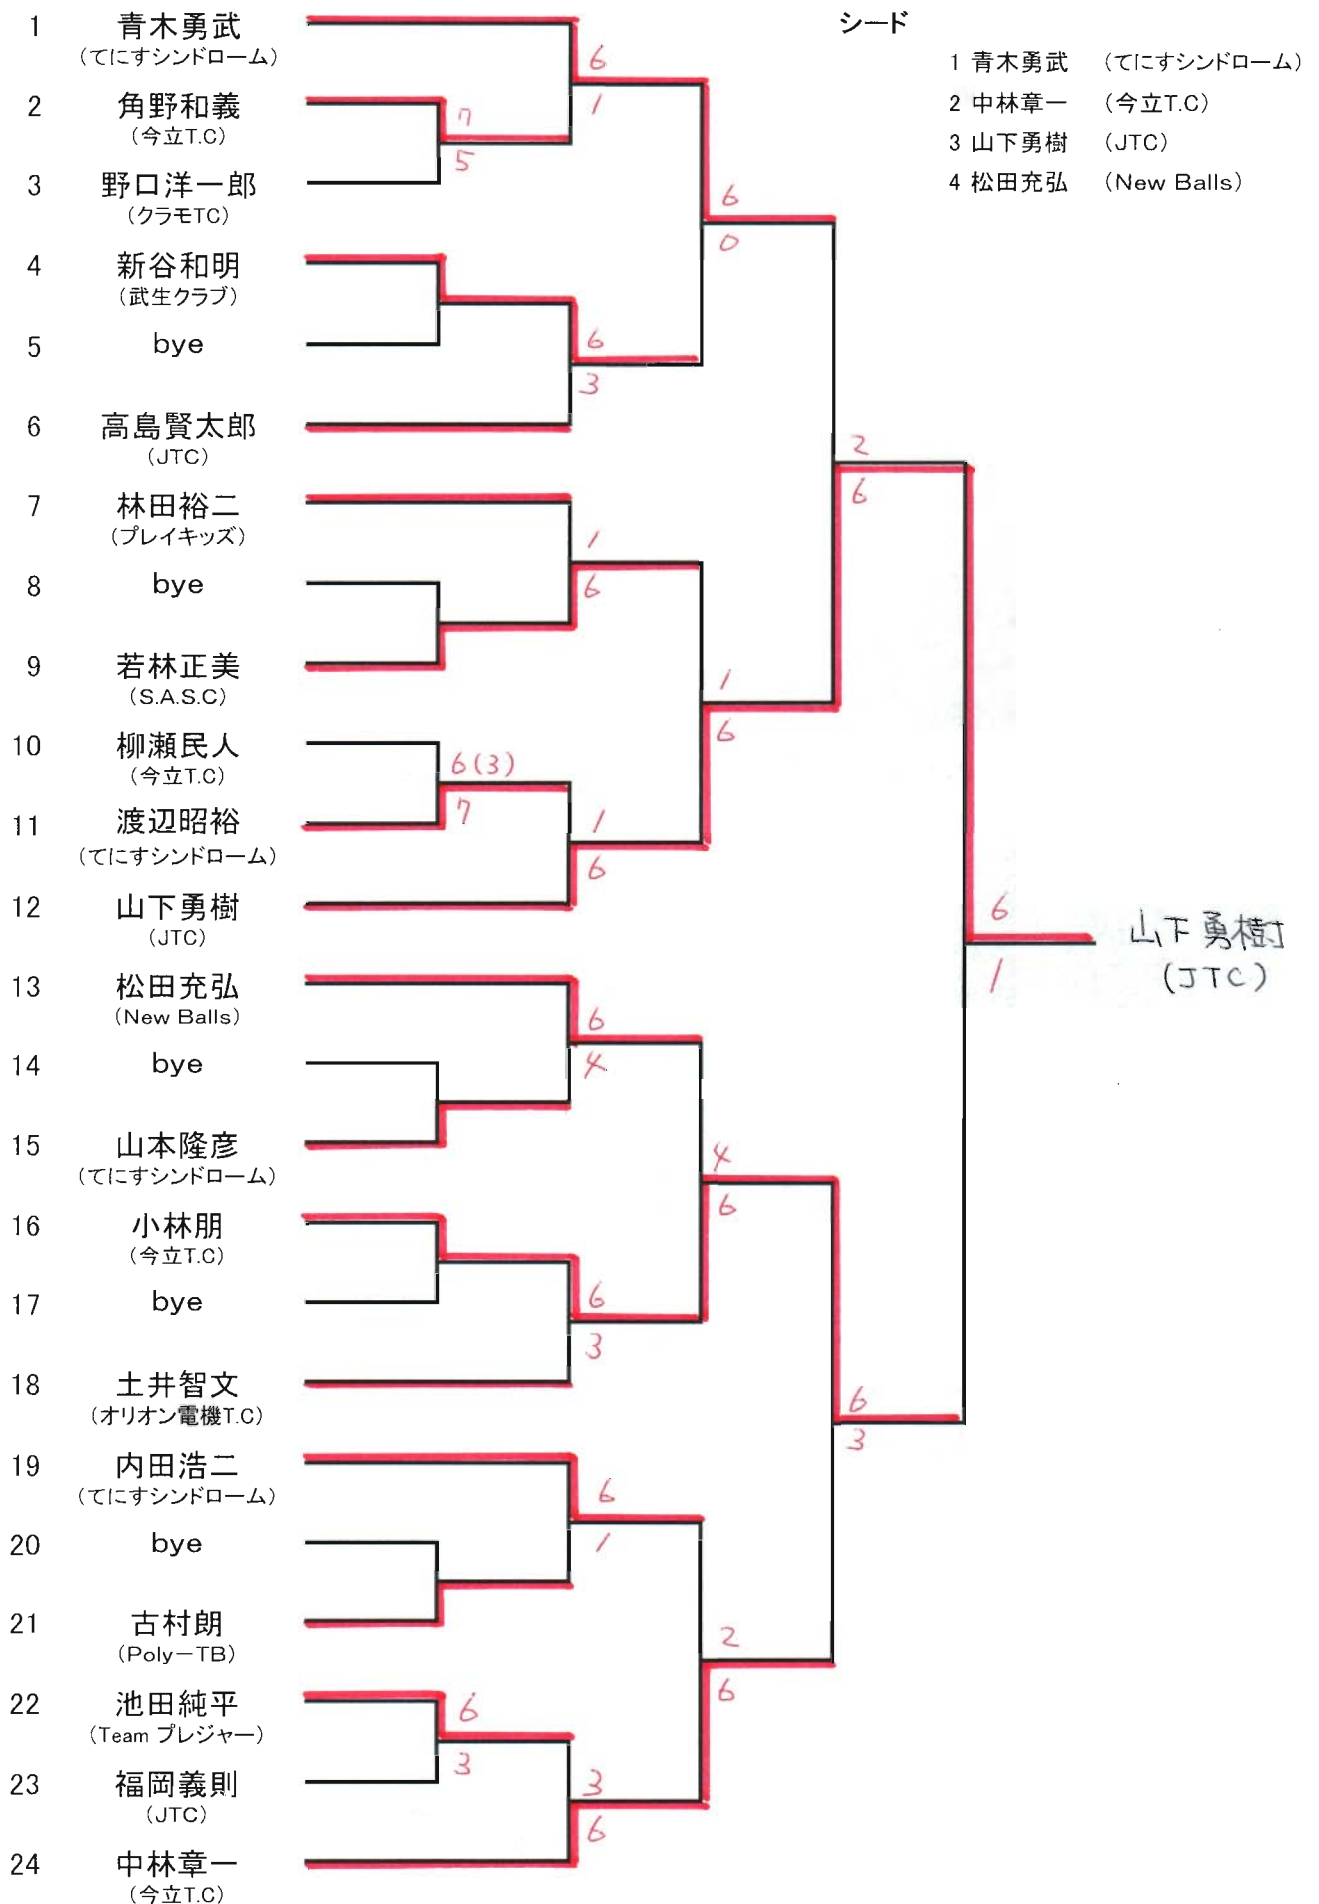 シード
1 青木勇武 (てにすシンドローム)
2 中林章一 (今立T.C)
3 山下勇樹 (JTC)
4 松田充弘 (New Balls)
1 青木勇武
(てにすシンドローム)
6
1
2 角野和義
(今立T.C)
7
5
3 野口洋一郎
(クラモTC)
6
0
4 新谷和明
(武生クラブ)
5 bye
6
3
6 高島賢太郎
(JTC)
2
6
7 林田裕二
(プレイキッズ)
1
6
8 bye
9 若林正美
(S.A.S.C)
1
6
10 柳瀬民人
(今立T.C)
6(3)
7
11 渡辺昭裕
(てにすシンドローム)
1
6
12 山下勇樹
(JTC)
6
1
山下勇樹
(JTC)
13 松田充弘
(New Balls)
6
4
14 bye
15 山本隆彦
(てにすシンドローム)
4
6
16 小林朋
(今立T.C)
17 bye
6
3
18 土井智文
(オリオン電機T.C)
6
3
19 内田浩二
(てにすシンドローム)
6
1
20 bye
21 古村朗
(Poly－TB)
2
6
22 池田純平
(Team プレジャー)
6
3
23 福岡義則
(JTC)
3
6
24 中林章一
(今立T.C)